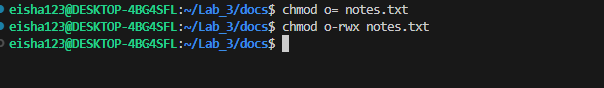 eisha123@DESKTOP-4BG4SFL:~/Lab_3/docs$ chmod o= notes.txt
eisha123@DESKTOP-4BG4SFL:~/Lab_3/docs$ chmod o-rwx notes.txt
eisha123@DESKTOP-4BG4SFL:~/Lab_3/docs$